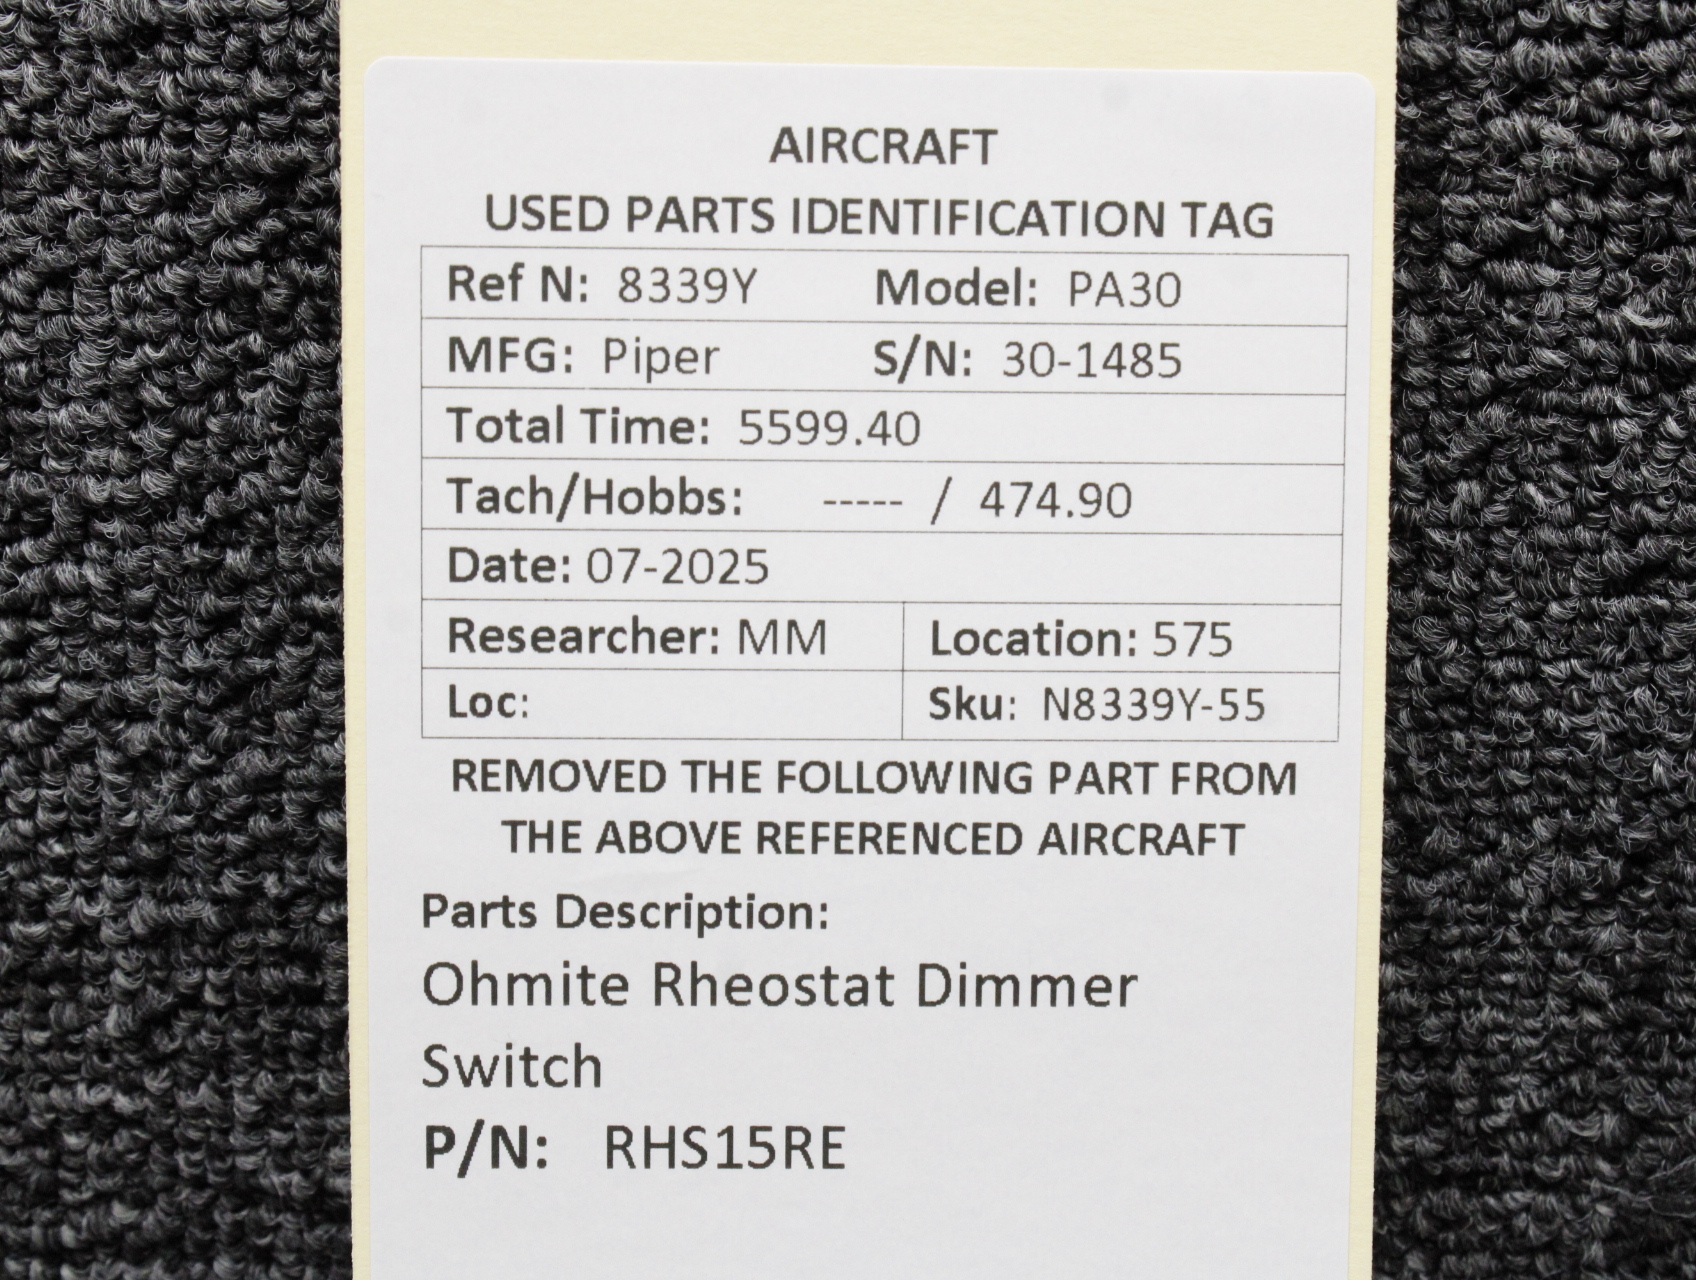 AIRCRAFT
USED PARTS IDENTIFICATION TAG
Ref N: 8339Y Model: PA30
MFG: Piper S/N: 30-1485
Total Time: 5599.40
Tach/Hobbs: ----- / 474.90
Date: 07-2025
Researcher: MM Location: 575
Loc: Sku: N8339Y-55
REMOVED THE FOLLOWING PART FROM
THE ABOVE REFERENCED AIRCRAFT
Parts Description:
Ohmite Rheostat Dimmer
Switch
P/N: RHS15RE